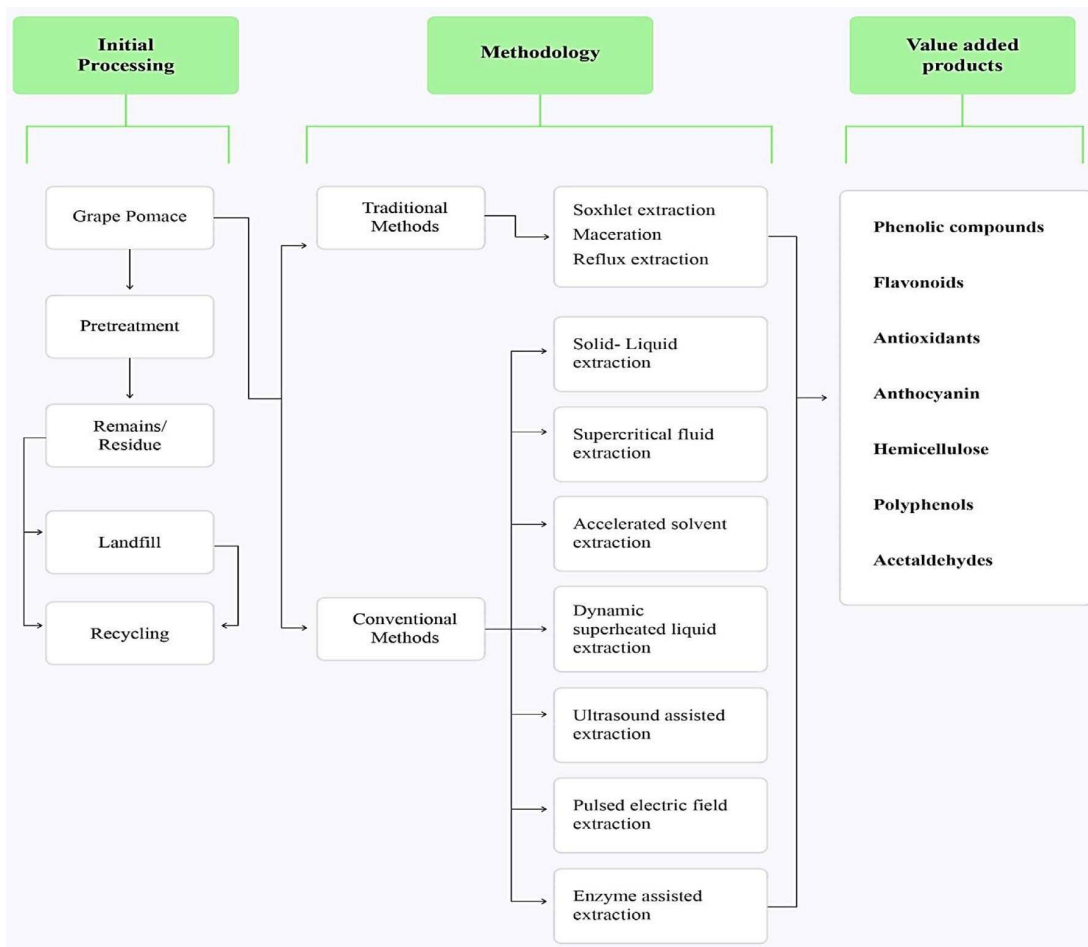 Initial
Processing
Methodology
Value added
products
Grape Pomace
Pretreatment
Remains/
Residue
Landfill
Recycling
Traditional
Methods
Conventional
Methods
Soxhlet extraction
Maceration
Reflux extraction
Solid- Liquid
extraction
Supercritical fluid
extraction
Accelerated solvent
extraction
Dynamic
superheated liquid
extraction
Ultrasound assisted
extraction
Pulsed electric field
extraction
Enzyme assisted
extraction
Phenolic compounds
Flavonoids
Antioxidants
Anthocyanin
Hemicellulose
Polyphenols
Acetaldehydes